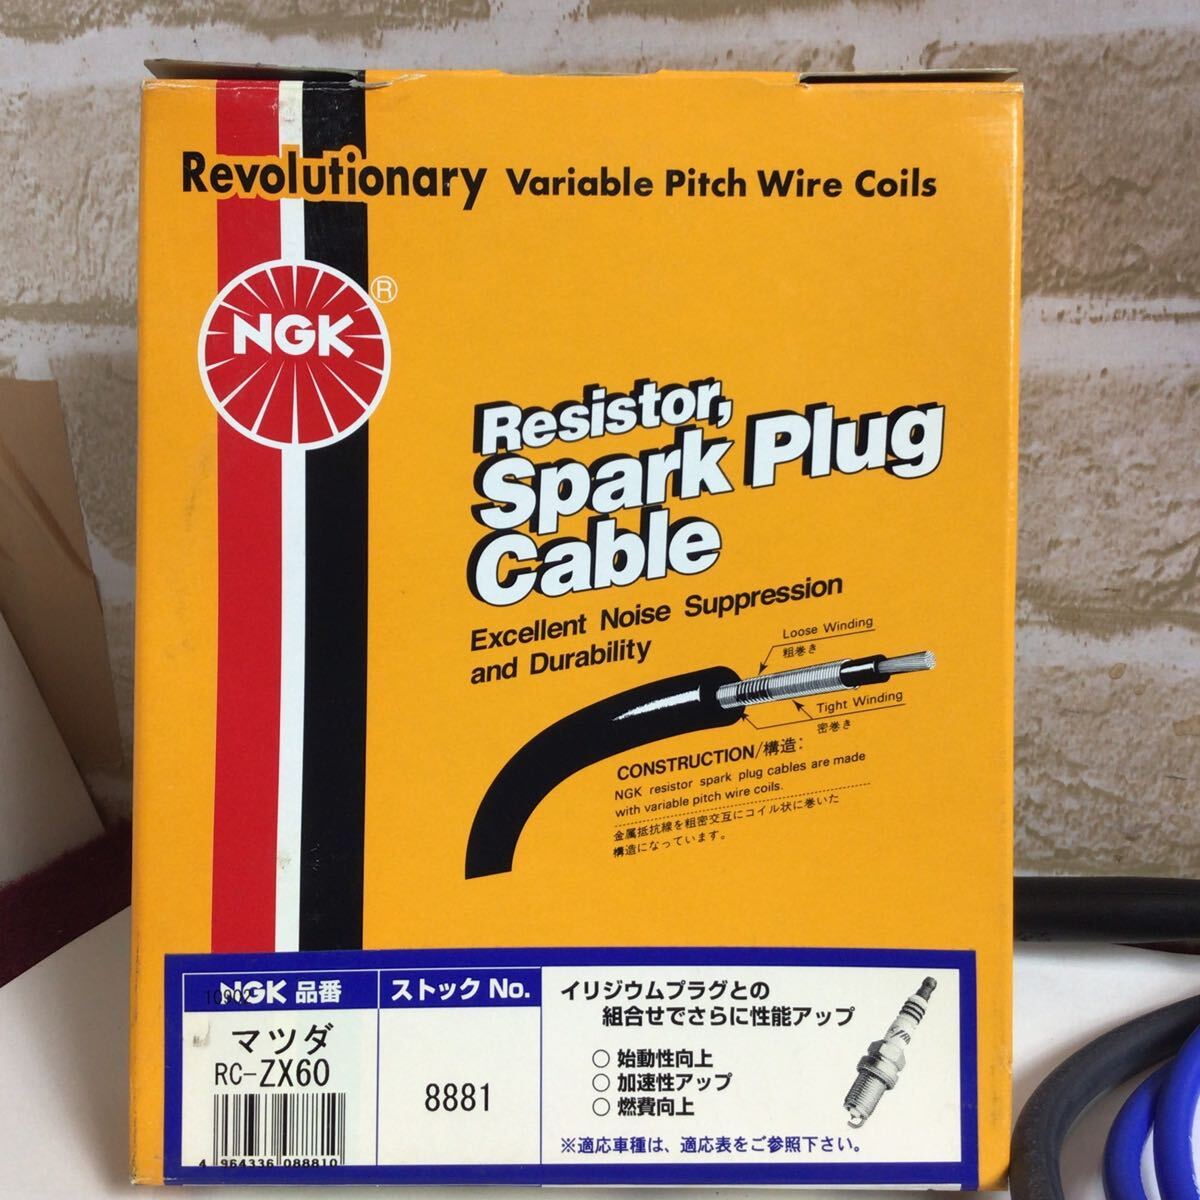 Revolutionary Variable Pitch Wire Coils
NGK
®
Resistor,
Spark Plug
Cable
Excellent Noise Suppression
and Durability
Loose Winding
粗巻き
Tight Winding
密巻き
CONSTRUCTION/構造:
NGK resistor spark plug cables are made
with variable pitch wire coils.
金属抵抗線を粗密交互にコイル状に巻いた
構造になっています。
NGK 品番
10902
マツダ
RC-ZX60
4 964336 088810
ストック No.
8881
イリジウムプラグとの
組合せでさらに性能アップ
○ 始動性向上
○ 加速性アップ
○ 燃費向上
※適応車種は、適応表をご参照下さい。